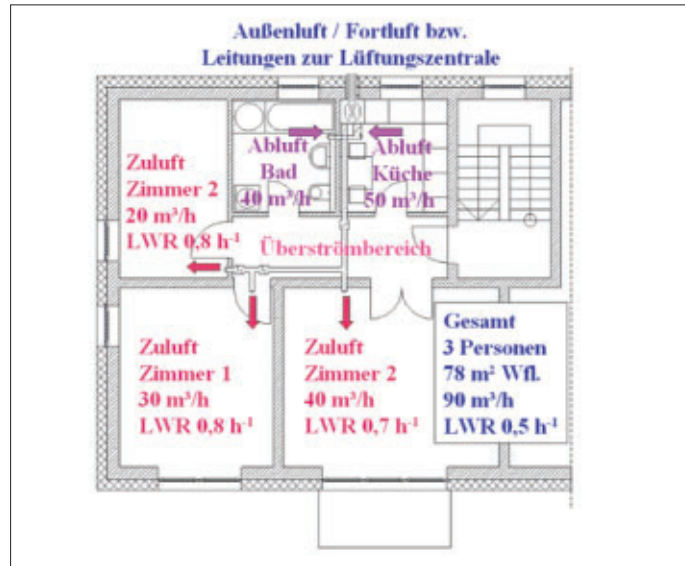 Außenluft / Fortluft bzw.
Leitungen zur Lüftungszentrale
Zuluft
Zimmer 2
20 m³/h
LWR 0,8 h⁻¹
Abluft
Bad
40 m³/h
Abluft
Küche
50 m³/h
Überströmbereich
Zuluft
Zimmer 1
30 m³/h
LWR 0,8 h⁻¹
Zuluft
Zimmer 2
40 m³/h
LWR 0,7 h⁻¹
Gesamt
3 Personen
78 m² Wfl.
90 m³/h
LWR 0,5 h⁻¹